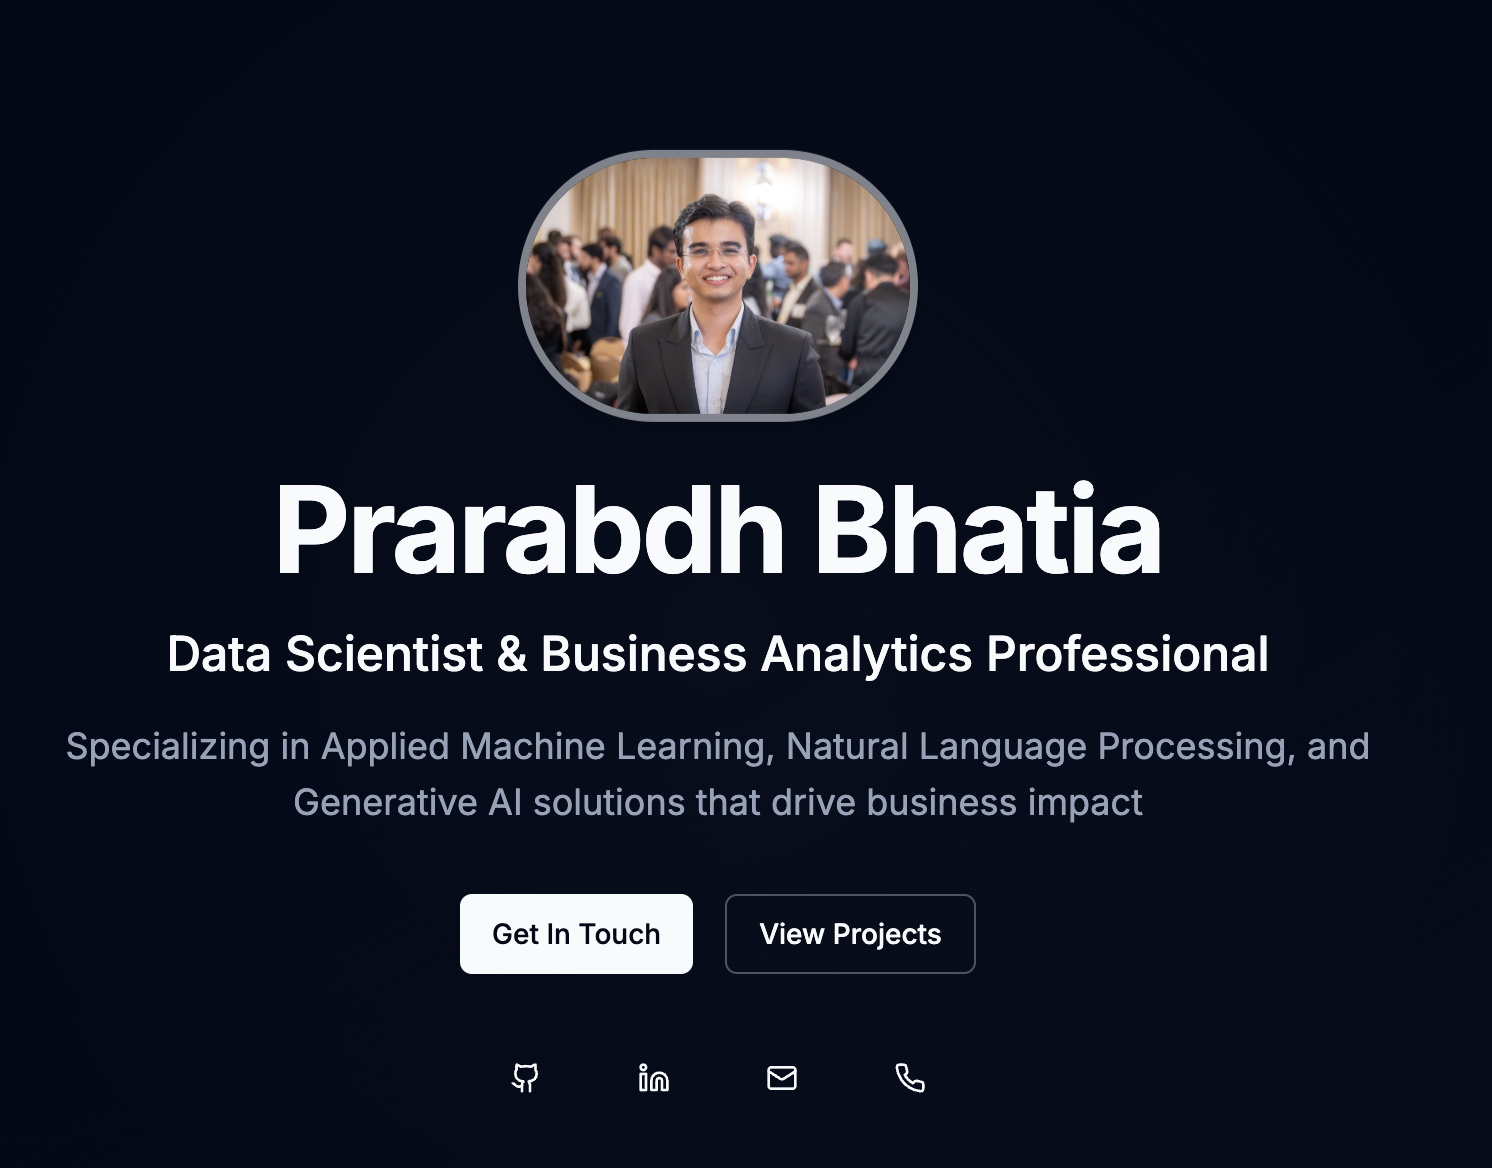 Prarabdh Bhatia
Data Scientist & Business Analytics Professional
Specializing in Applied Machine Learning, Natural Language Processing, and
Generative AI solutions that drive business impact
Get In Touch
View Projects